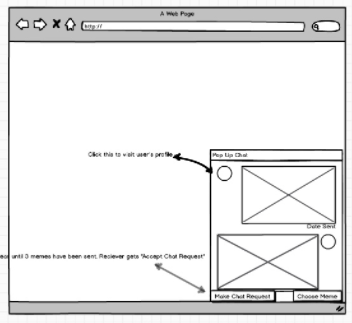 A Web Page
http://
Click this to visit user's profile
Pop Up Chat
Date Sent
until 3 memes have been sent, Reciever gets "Accept Chat Request"
Make Chat Request
Choose Meme